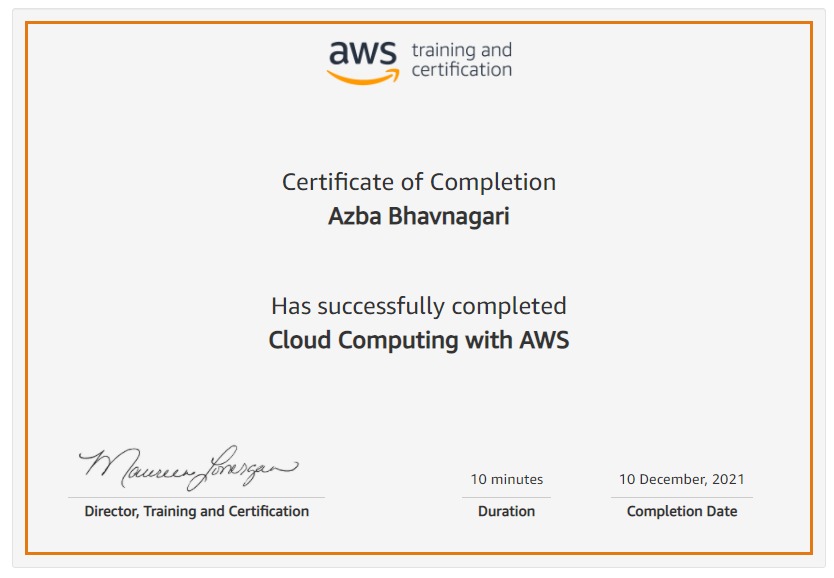 aws training and
certification
Certificate of Completion
Azba Bhavnagari
Has successfully completed
Cloud Computing with AWS
Maureen Lonergan
10 minutes
10 December, 2021
Director, Training and Certification
Duration
Completion Date